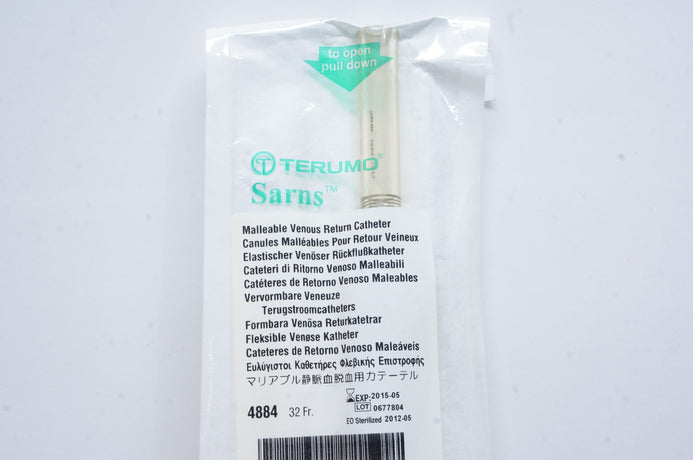 to open
pull down
TERUMO®
Sarns™
Malleable Venous Return Catheter
Canules Malléables Pour Retour Veineux
Elastischer Venöser Rückflußkatheter
Cateteri di Ritorno Venoso Malleabili
Catéteres de Retorno Venoso Maleables
Vervormbare Veneuze
Terugstroomcatheters
Formbara Venösa Returkatetrar
Fleksible Venøse Katheter
Cateteres de Retorno Venoso Maleáveis
Ευλύγιστοι Καθετήρες Φλεβικής Επιστροφής
マリアブル静脈血脱血用カテーテル
EXP. 2015-05
4884 32 Fr. LOT 0677804
EO Sterilized 2012-05